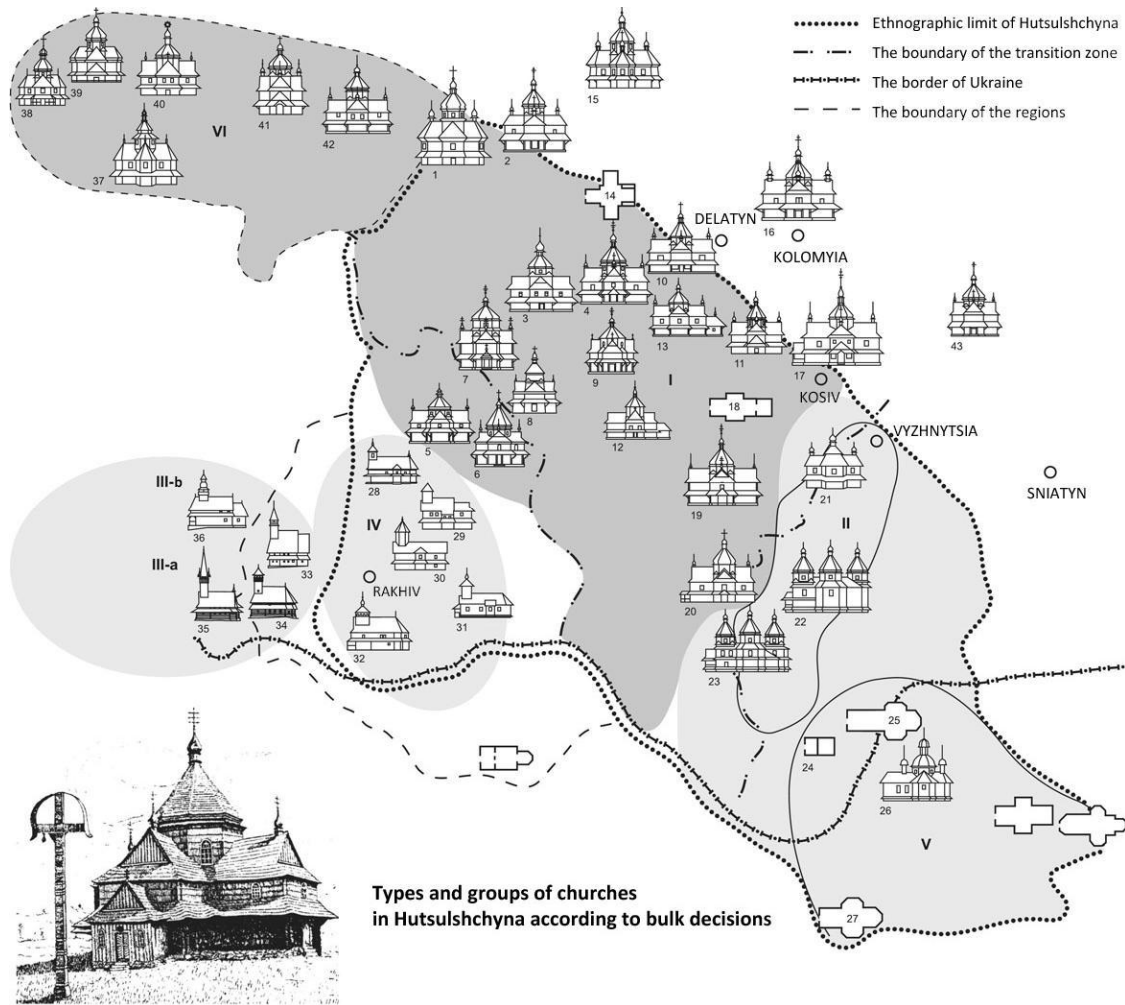 Ethnographic limit of Hutsulshchyna
The boundary of the transition zone
The border of Ukraine
The boundary of the regions
38
39
40
41
42
37
VI
1
2
15
14
DELATYN
16
KOLOMYIA
3
4
10
13
11
17
43
7
8
9
I
KOSIV
18
12
5
6
VYZHNYTSIA
21
SNIATYN
19
II
III-b
36
28
IV
29
33
30
III-a
RAKHIV
35
34
31
32
20
22
23
25
24
26
V
27
Types and groups of churches
in Hutsulshchyna according to bulk decisions